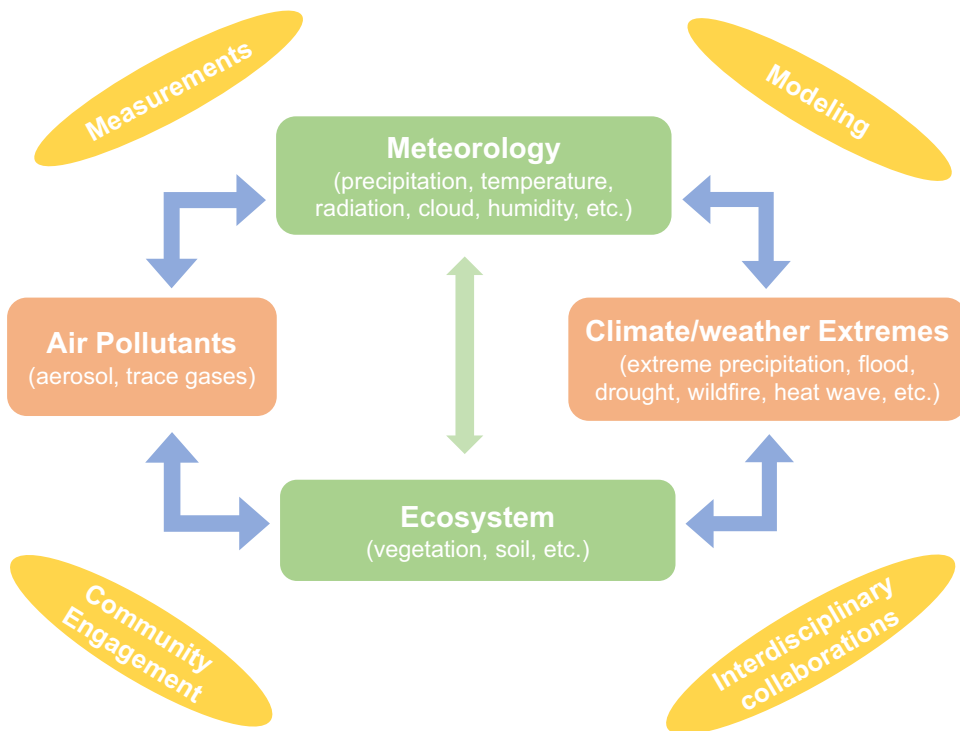 Measurements
Modeling
Meteorology
(precipitation, temperature,
radiation, cloud, humidity, etc.)
Air Pollutants
(aerosol, trace gases)
Climate/weather Extremes
(extreme precipitation, flood,
drought, wildfire, heat wave, etc.)
Ecosystem
(vegetation, soil, etc.)
Community
Engagement
Interdisciplinary
collaborations